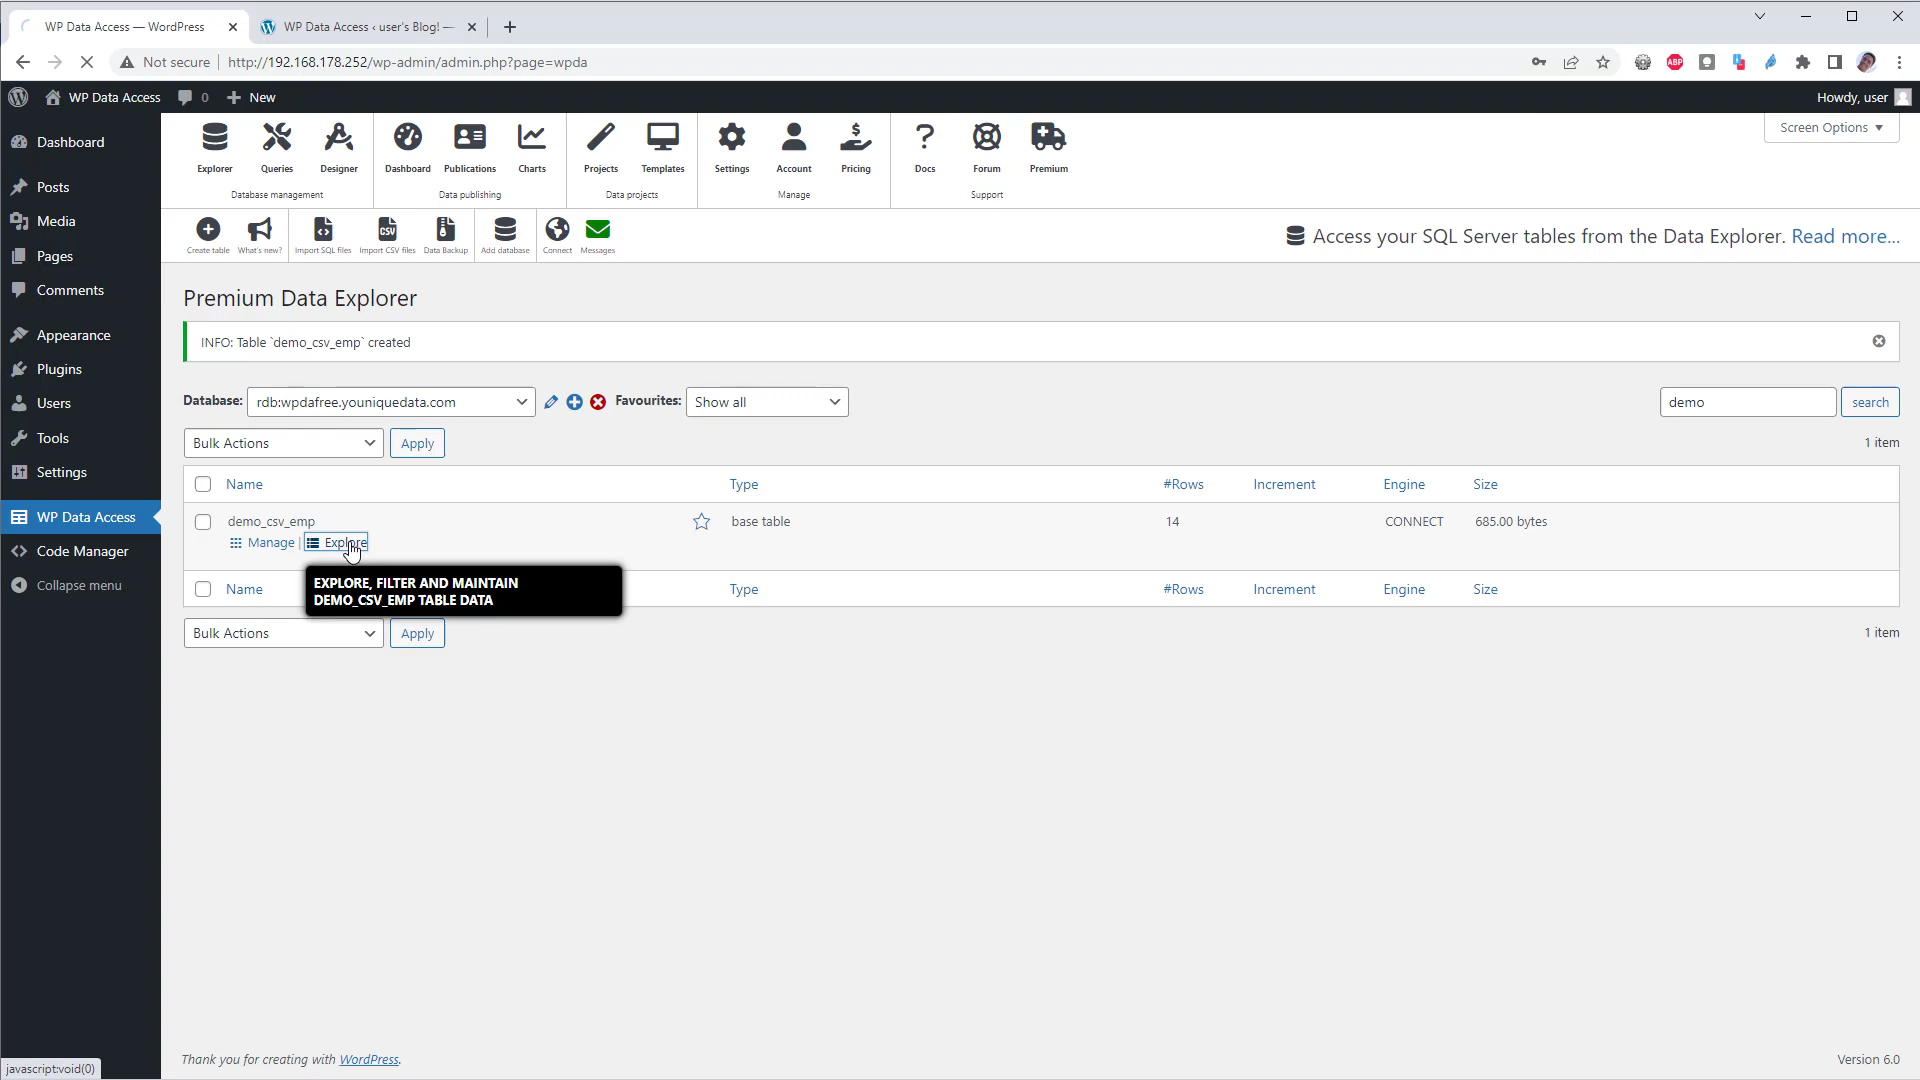 WP Data Access — WordPress
WP Data Access ‹ user's Blog! —
Not secure
http://192.168.178.252/wp-admin/admin.php?page=wpda
ABP
WP Data Access
0
New
Howdy, user
Screen Options
Dashboard
Posts
Media
Pages
Comments
Appearance
Plugins
Users
Tools
Settings
WP Data Access
Code Manager
Collapse menu
Explorer
Queries
Designer
Database management
Dashboard
Publications
Charts
Data publishing
Projects
Templates
Data projects
Settings
Account
Pricing
Manage
Docs
Forum
Premium
Support
Create table
What's new?
Import SQL files
CSV
Import CSV files
Data Backup
Add database
Connect
Messages
Access your SQL Server tables from the Data Explorer. Read more...
Premium Data Explorer
INFO: Table `demo_csv_emp` created
Database:
rdb:wpdafree.youniquedata.com
Favourites:
Show all
demo
search
Bulk Actions
Apply
1 item
Name Type #Rows Increment Engine Size
demo_csv_emp base table 14 CONNECT 685.00 bytes
Manage | Explore
EXPLORE, FILTER AND MAINTAIN
DEMO_CSV_EMP TABLE DATA
Name Type #Rows Increment Engine Size
Bulk Actions
Apply
1 item
Thank you for creating with WordPress.
Version 6.0
javascript:void(0)